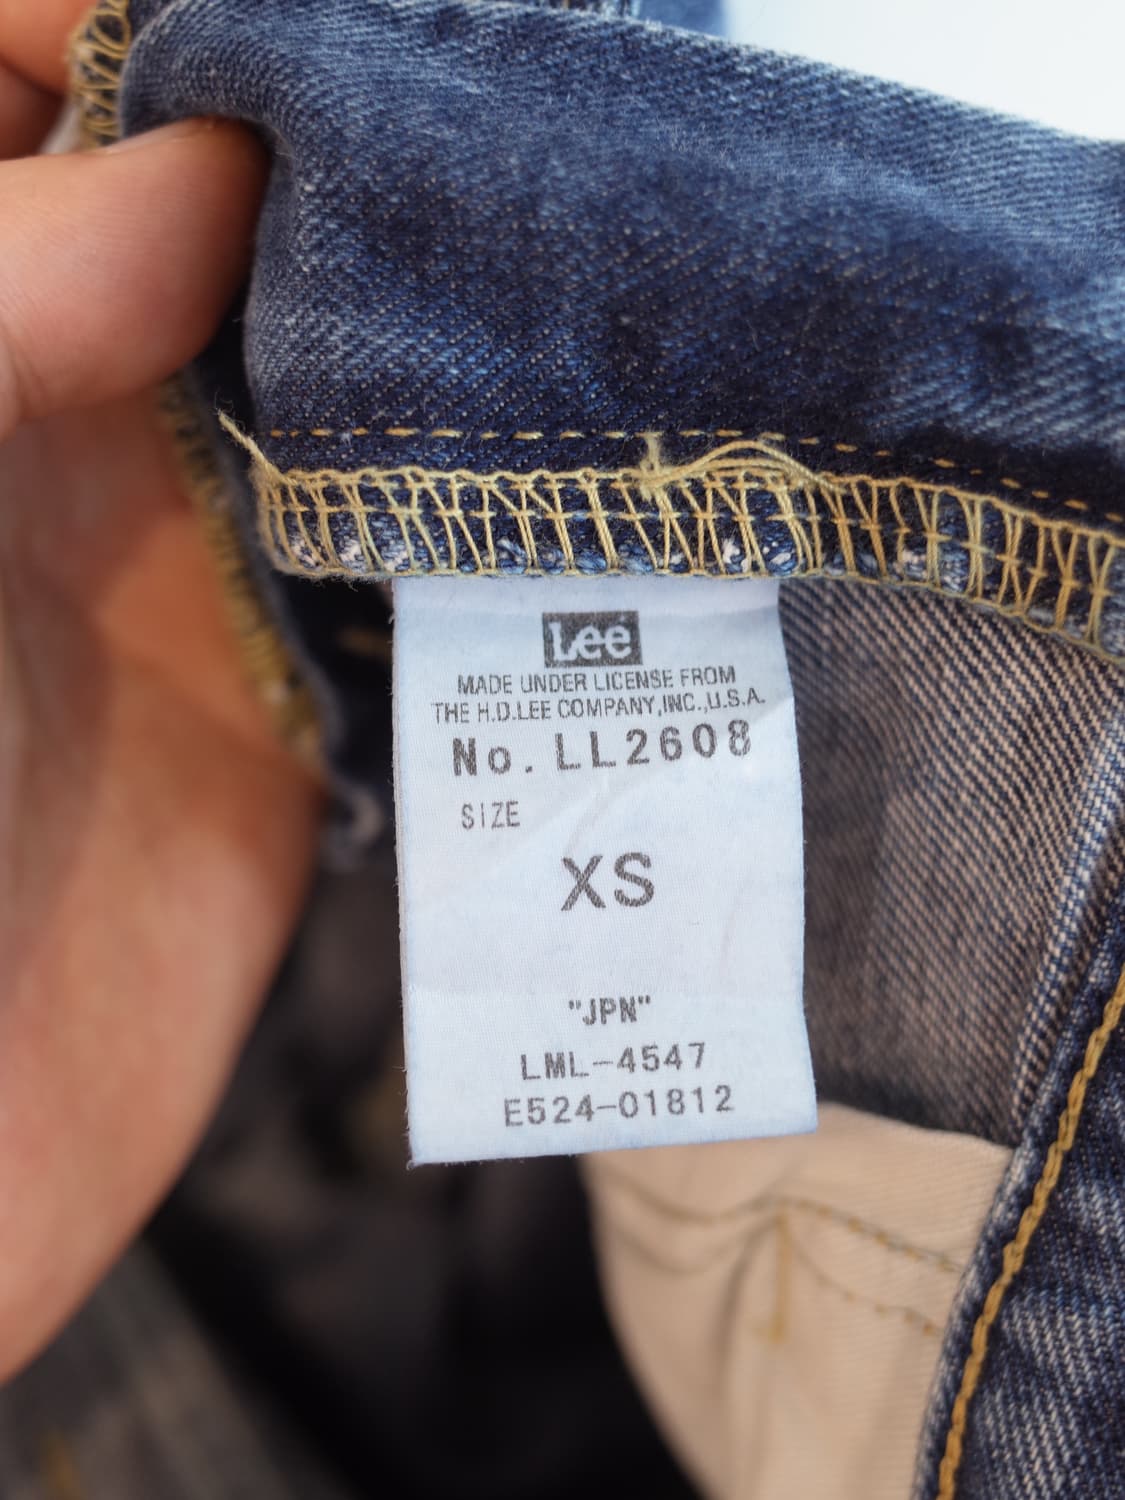 Lee
MADE UNDER LICENSE FROM
THE H.D.LEE COMPANY,INC.,U.S.A.
No. LL2608
SIZE
XS
"JPN"
LML-4547
E524-01812